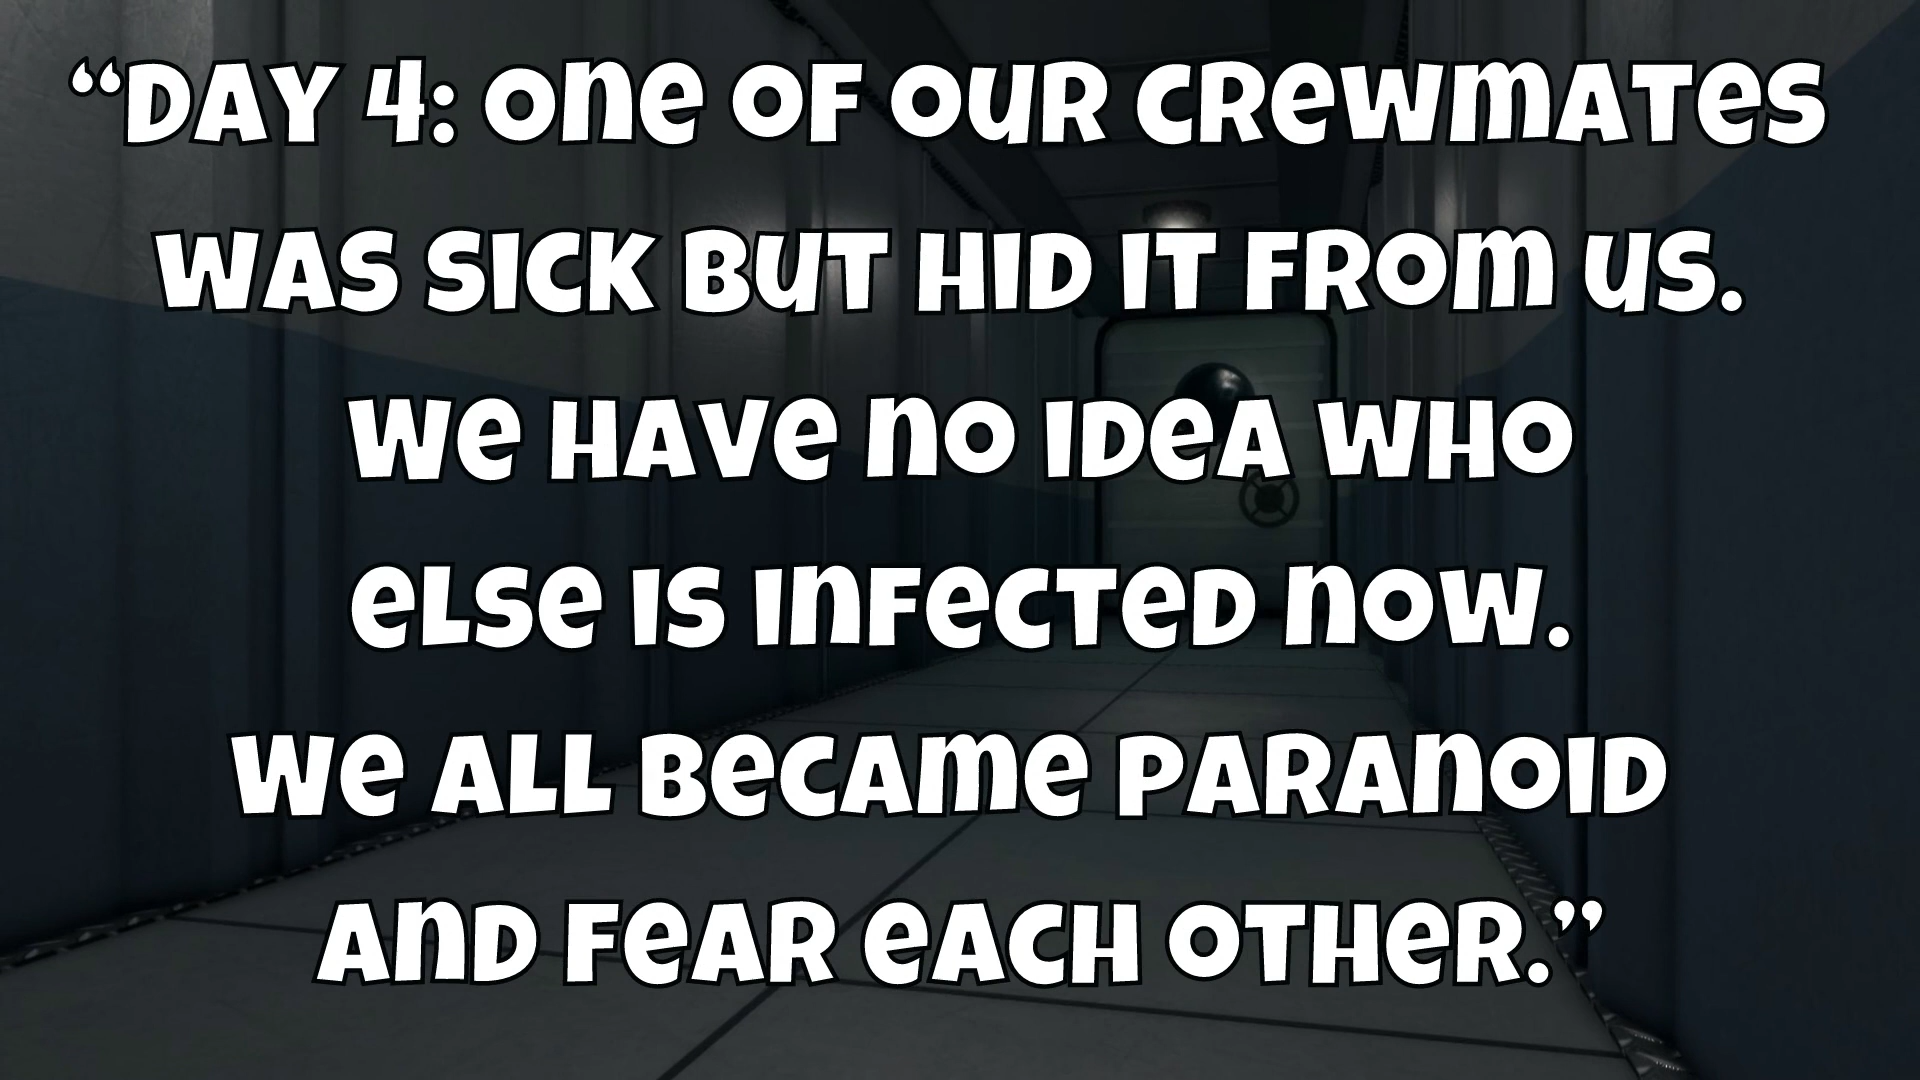 “Day 4: One of our crewmates
was sick but hid it from us.
We have no idea who
else is infected now.
We all became paranoid
and fear each other.”